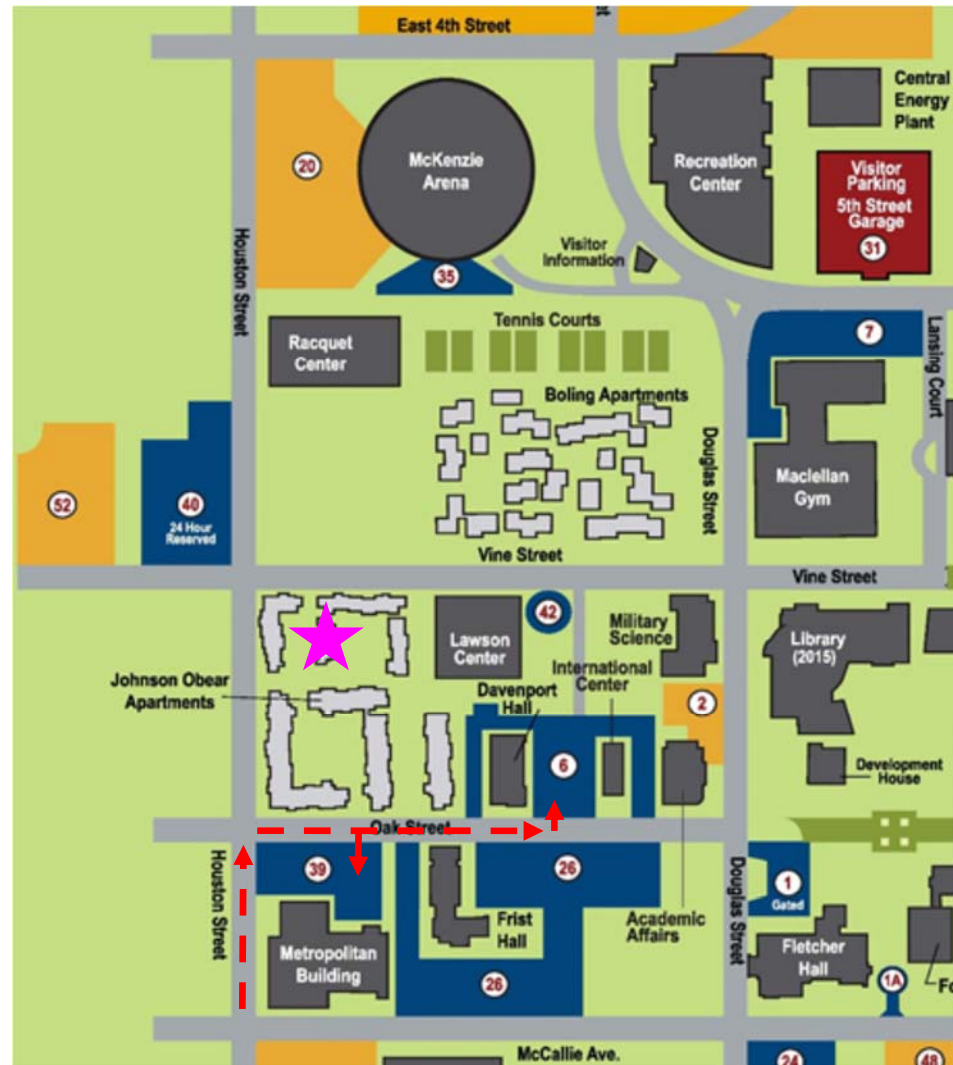 East 4th Street
et
Central
Energy
Plant
McKenzie
Arena
Recreation
Center
20
Visitor
Parking
5th Street
Garage
31
Houston Street
Visitor
Information
35
Tennis Courts
Racquet
Center
7
Lansing Court
Boling Apartments
Douglas Street
Maclellan
Gym
52
40
24 Hour
Reserved
Vine Street
Vine Street
42
Military
Science
Library
(2015)
Lawson
Center
International
Center
Johnson Obear
Apartments
Davenport
Hall
2
6
Development
House
Oak Street
Houston Street
39
26
Douglas Street
1
Gated
Frist
Hall
Academic
Affairs
Metropolitan
Building
Fletcher
Hall
26
1A
Fo
McCallie Ave.
24
48